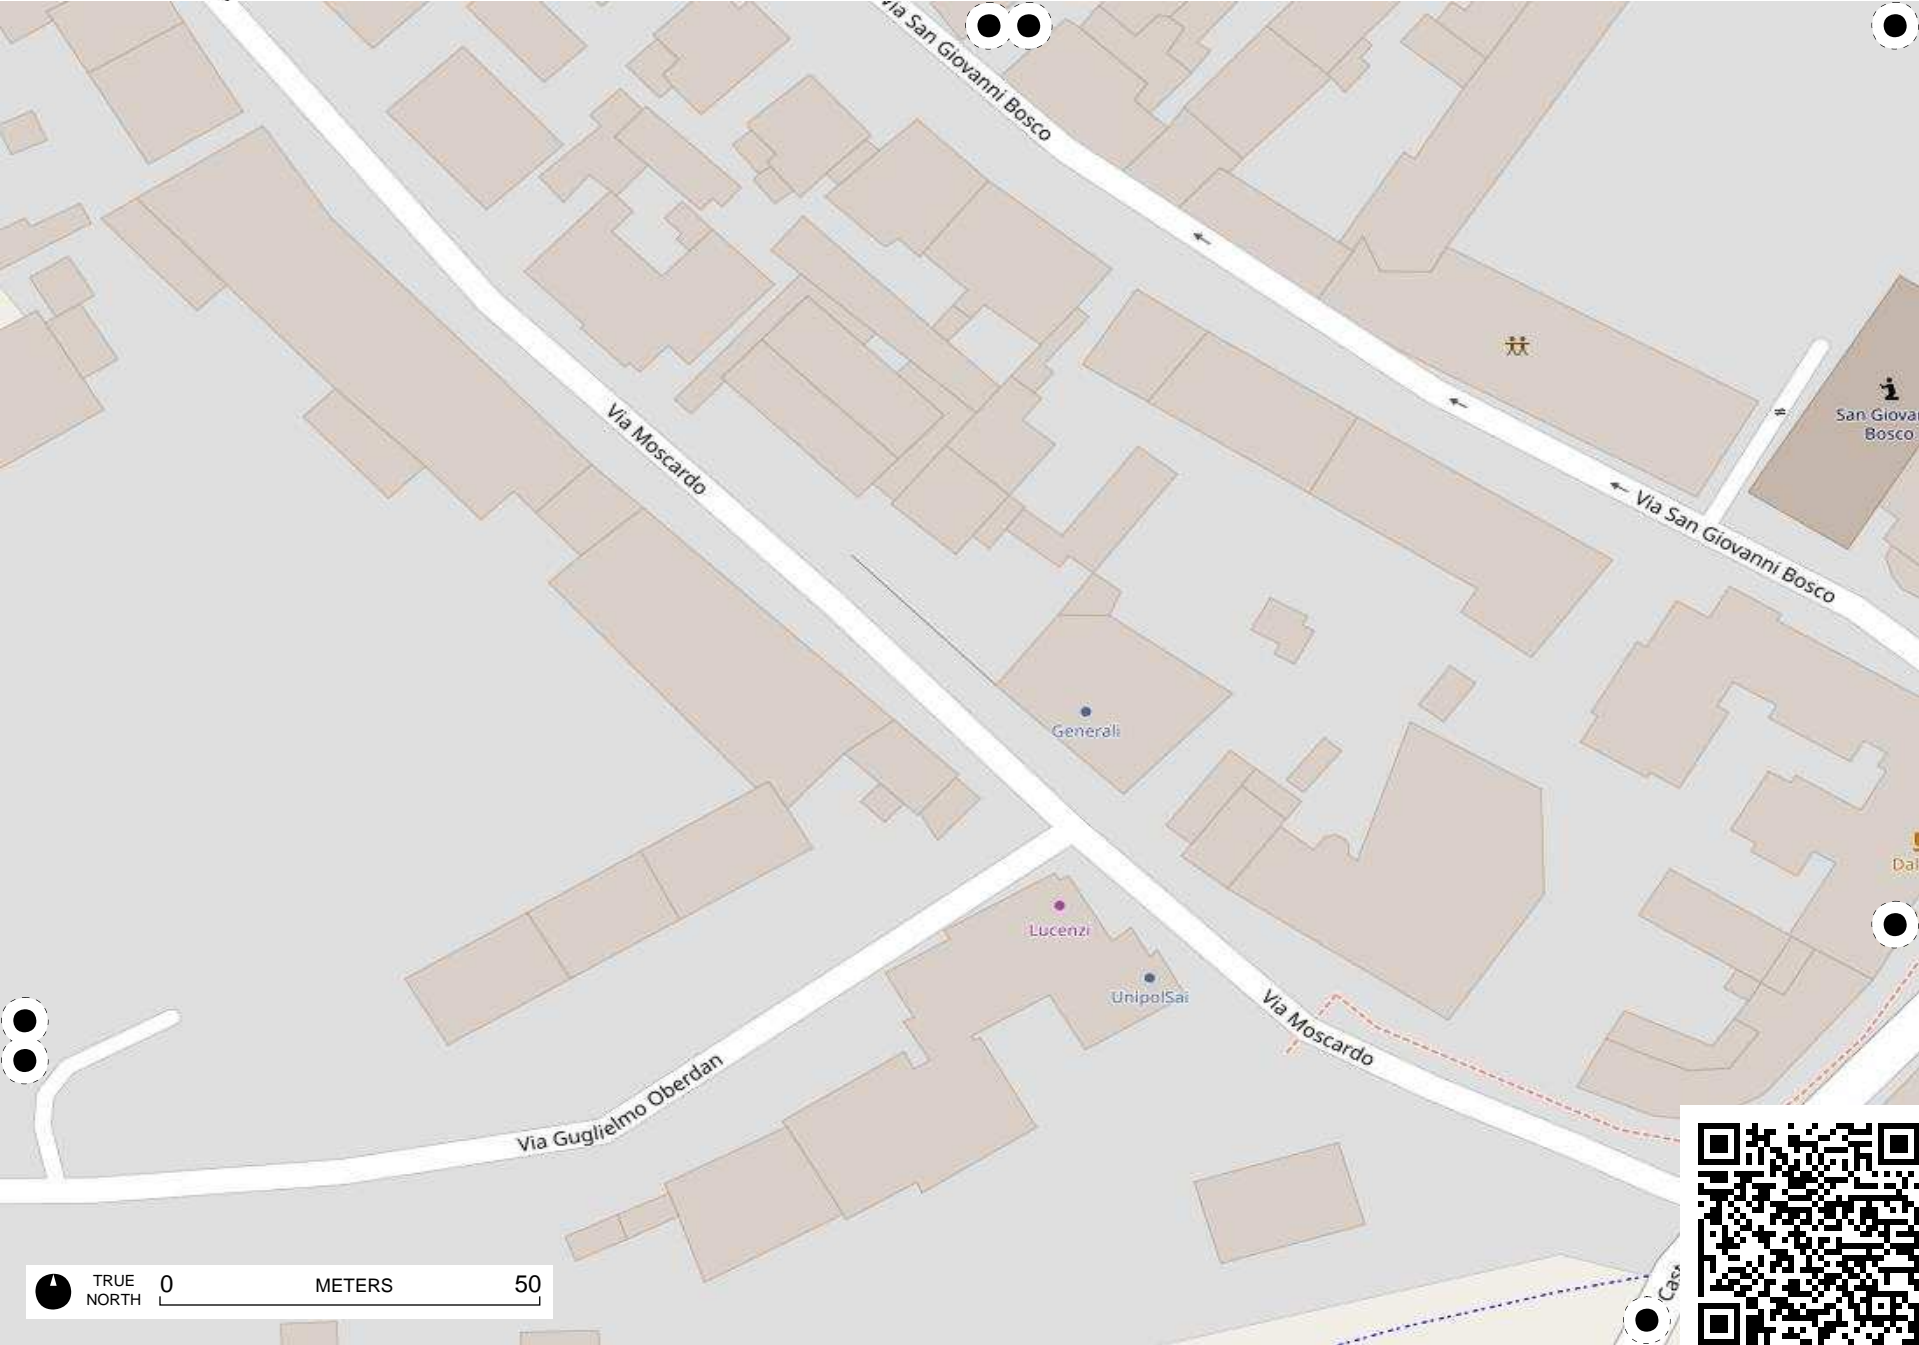 Via San Giovanni Bosco
Via Moscardo
San Giovan
Bosco
Via San Giovanni Bosco
Generali
Dal
Lucenzi
UnipolSai
Via Moscardo
Via Guglielmo Oberdan
TRUE
NORTH
0 METERS 50